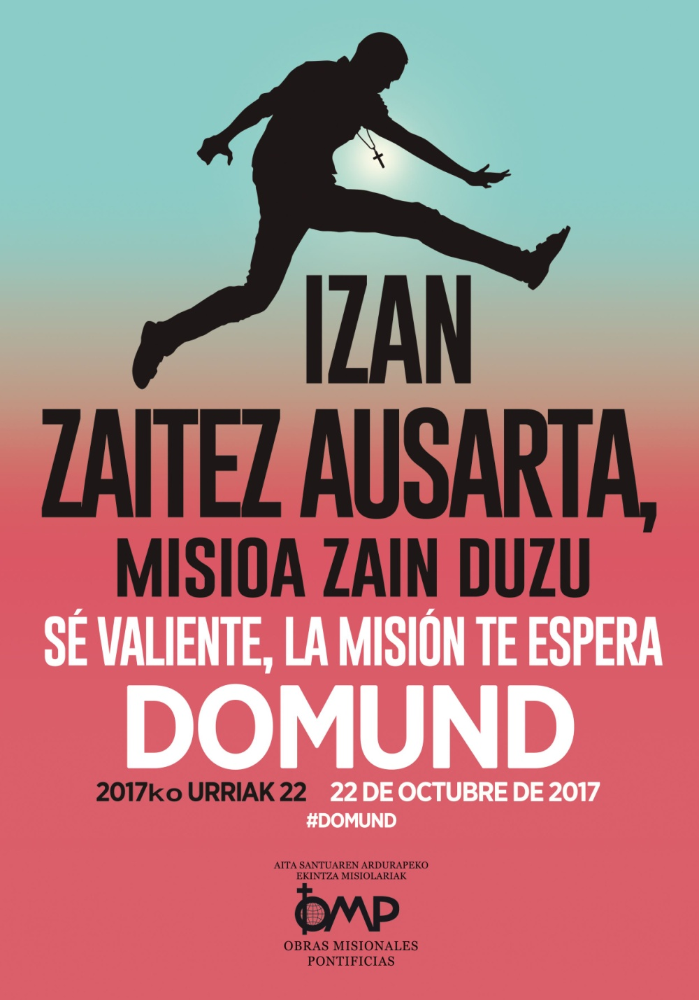 IZAN
ZAITEZ AUSARTA,
MISIOA ZAIN DUZU
SÉ VALIENTE, LA MISIÓN TE ESPERA
DOMUND
2017ko URRIAK 22 22 DE OCTUBRE DE 2017
#DOMUND
AITA SANTUAREN ARDURAPEKO
EKINTZA MISIOLARIAK
OMP
OBRAS MISIONALES
PONTIFICIAS